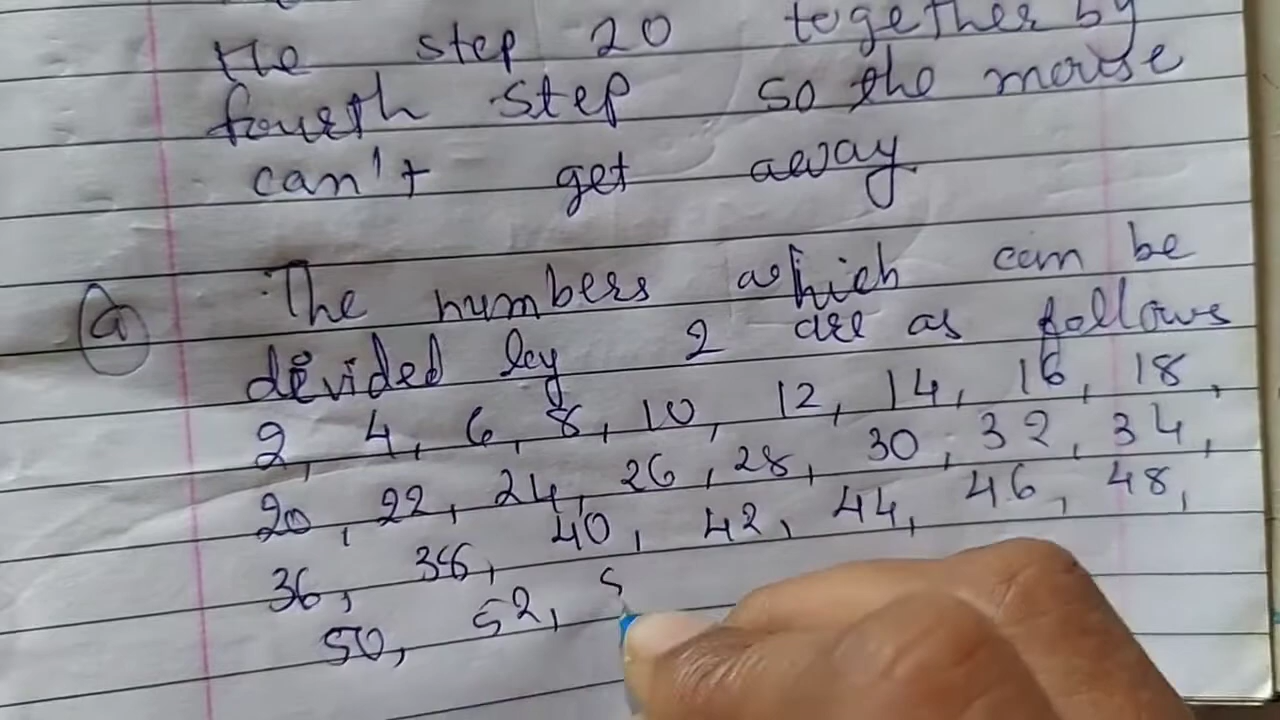 the step 20 together by
fourth step so the mouse
can't get away.
a The numbers which can be
divided by 2 are as follows
2, 4, 6, 8, 10, 12, 14, 16, 18,
20, 22, 24, 26, 28, 30, 32, 34,
36, 40, 42, 44, 46, 48,
50, 52, 5